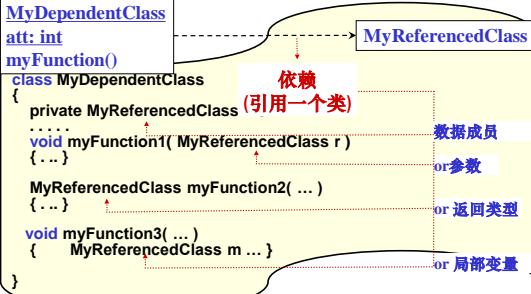 MyDependentClass
att: int
myFunction()
MyReferencedClass
依赖
(引用一个类)
class MyDependentClass
{
private MyReferencedClass
. . . . .
void myFunction1( MyReferencedClass r )
{ . .. }
MyReferencedClass myFunction2( … )
{ . .. }
void myFunction3( … )
{ MyReferencedClass m … }
}
数据成员
or参数
or 返回类型
or 局部变量